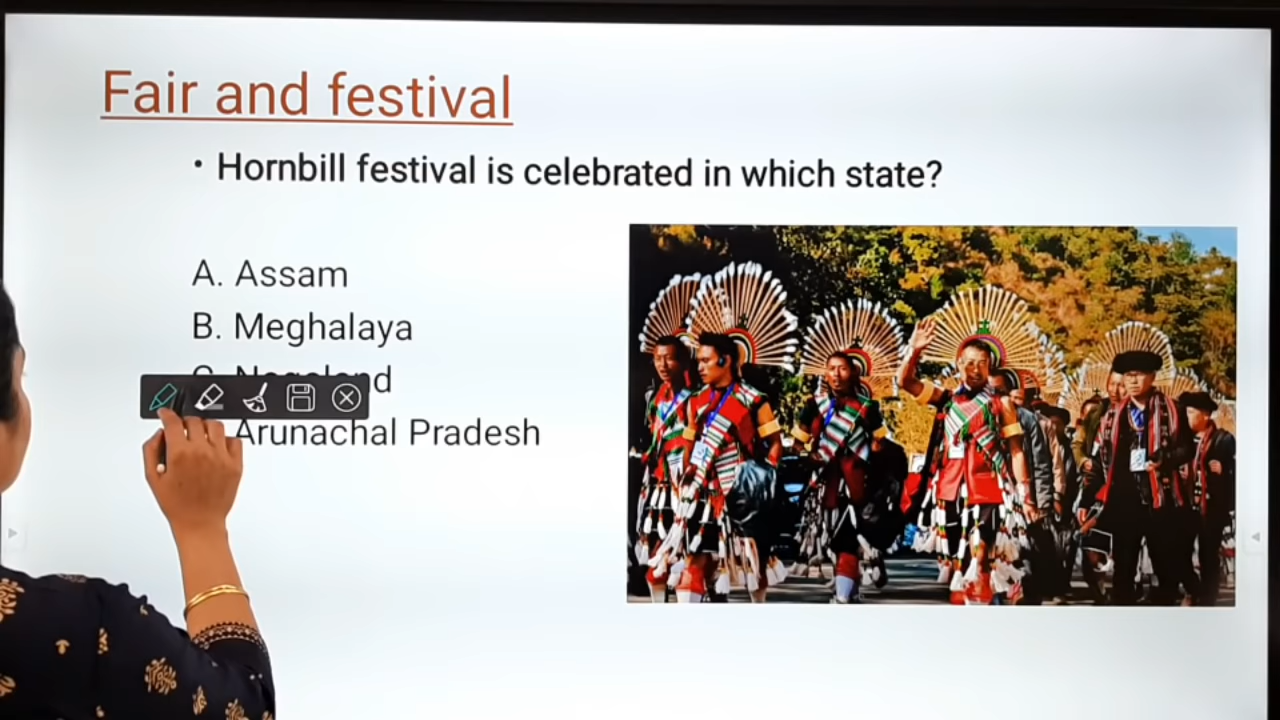 Fair and festival
• Hornbill festival is celebrated in which state?
A. Assam
B. Meghalaya
C. Nagaland
Arunachal Pradesh